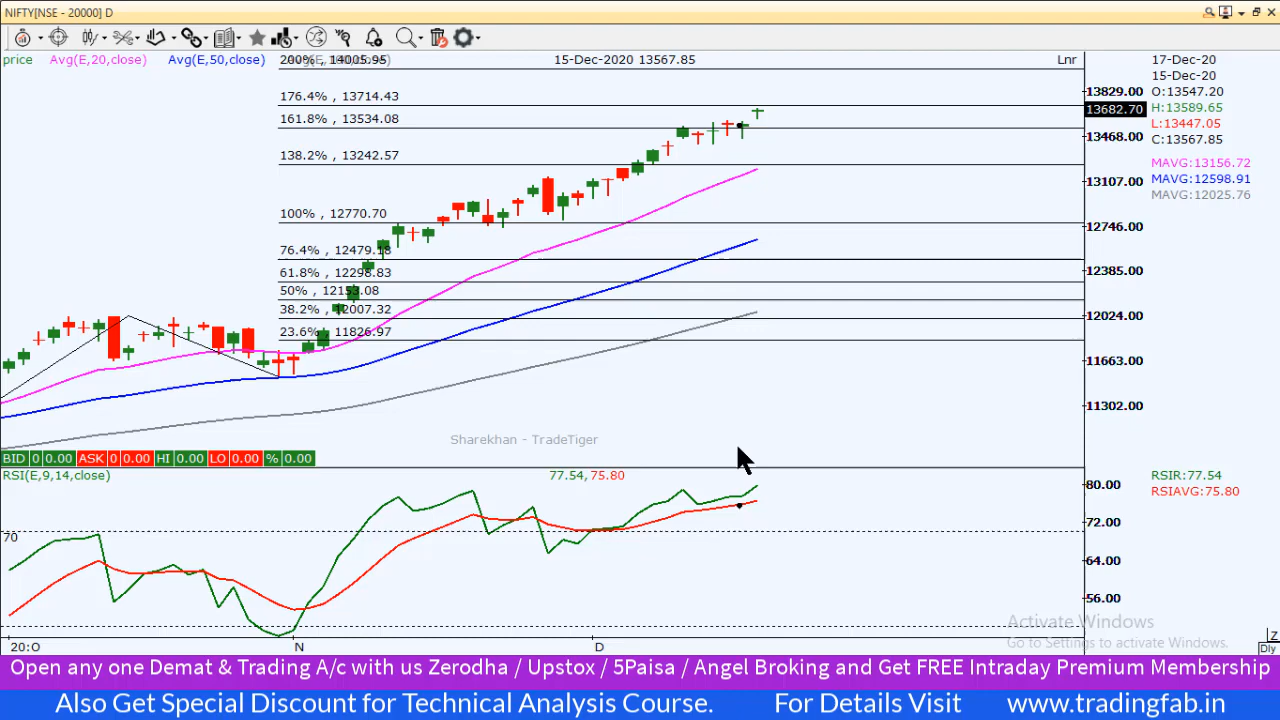 NIFTY[NSE - 20000] D
price Avg(E,20,close) Avg(E,50,close)
200% , 14005.95
15-Dec-2020 13567.85
Lnr
17-Dec-20
15-Dec-20
O:13547.20
H:13589.65
L:13447.05
C:13567.85
MAVG:13156.72
MAVG:12598.91
MAVG:12025.76
176.4% , 13714.43
161.8% , 13534.08
138.2% , 13242.57
100% , 12770.70
76.4% , 12479.18
61.8% , 12298.83
50% , 12153.08
38.2% , 12007.32
23.6% , 11826.97
13829.00
13682.70
13468.00
13107.00
12746.00
12385.00
12024.00
11663.00
11302.00
Sharekhan - TradeTiger
BID 0 0.00 ASK 0 0.00 HI 0.00 LO 0.00 % 0.00
RSI(E,9,14,close)
77.54, 75.80
RSIR:77.54
RSIAVG:75.80
80.00
72.00
64.00
56.00
70
Activate Windows
Go to Settings to activate Windows.
20:O N D
Z
Dly
Open any one Demat & Trading A/c with us Zerodha / Upstox / 5Paisa / Angel Broking and Get FREE Intraday Premium Membership
Also Get Special Discount for Technical Analysis Course. For Details Visit www.tradingfab.in